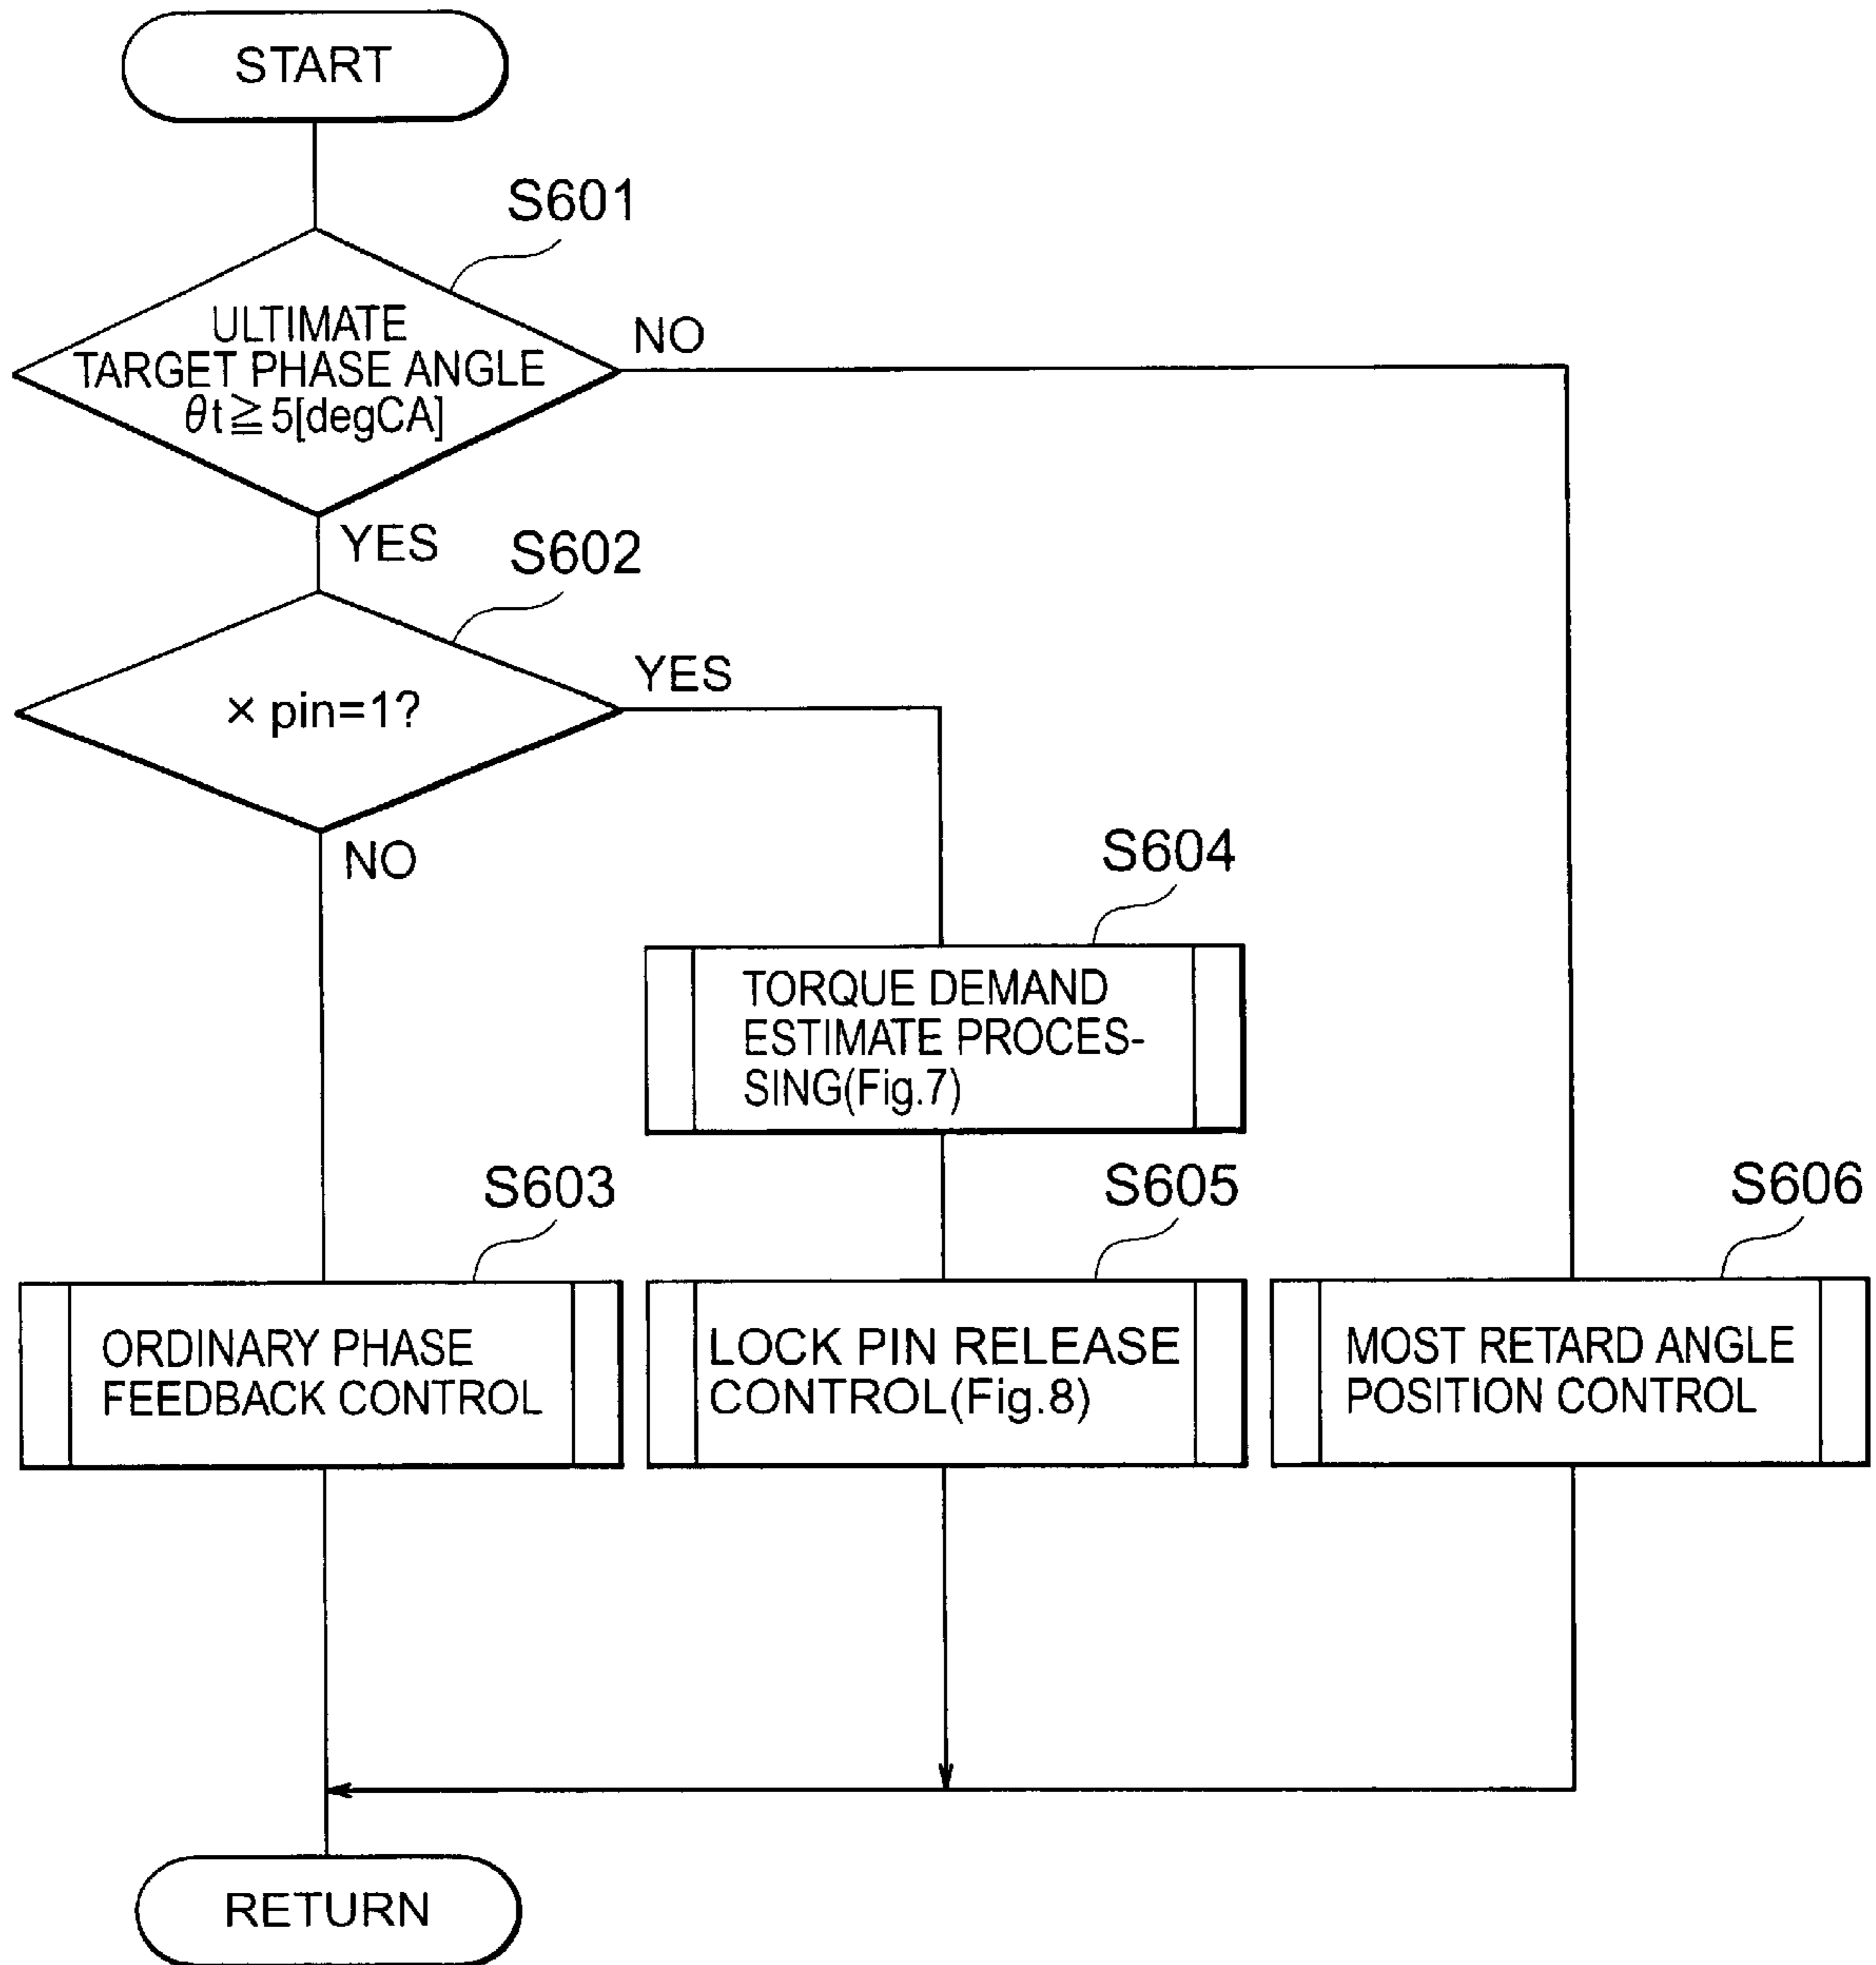 START
S601
ULTIMATE
TARGET PHASE ANGLE
θt≧5[degCA]
NO
YES
S602
× pin=1?
YES
NO
S604
TORQUE DEMAND
ESTIMATE PROCES-
SING(Fig.7)
S603
ORDINARY PHASE
FEEDBACK CONTROL
S605
LOCK PIN RELEASE
CONTROL(Fig.8)
S606
MOST RETARD ANGLE
POSITION CONTROL
RETURN